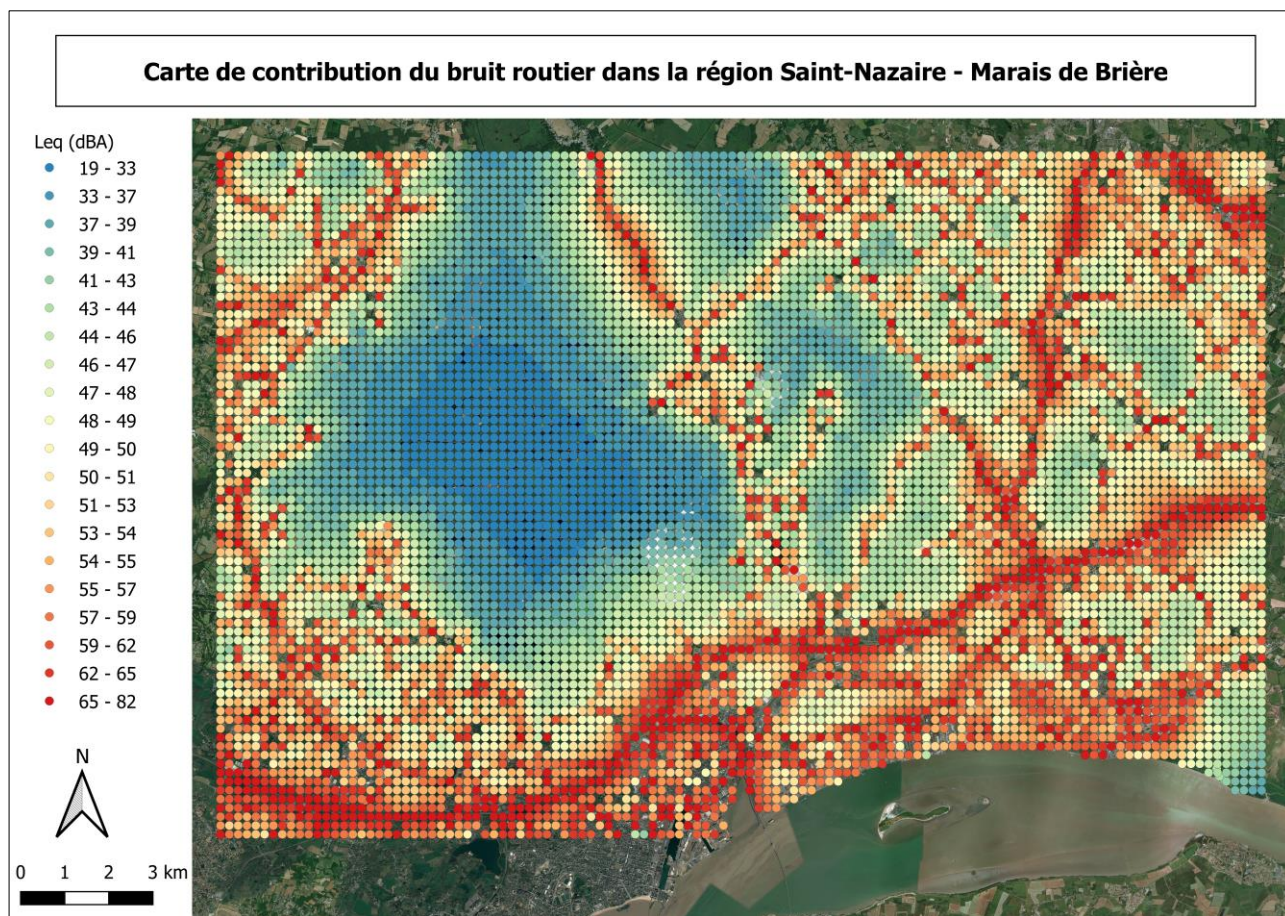 Carte de contribution du bruit routier dans la région Saint-Nazaire - Marais de Brière
Leq (dBA)
19 - 33
33 - 37
37 - 39
39 - 41
41 - 43
43 - 44
44 - 46
46 - 47
47 - 48
48 - 49
49 - 50
50 - 51
51 - 53
53 - 54
54 - 55
55 - 57
57 - 59
59 - 62
62 - 65
65 - 82
N
0 1 2 3 km